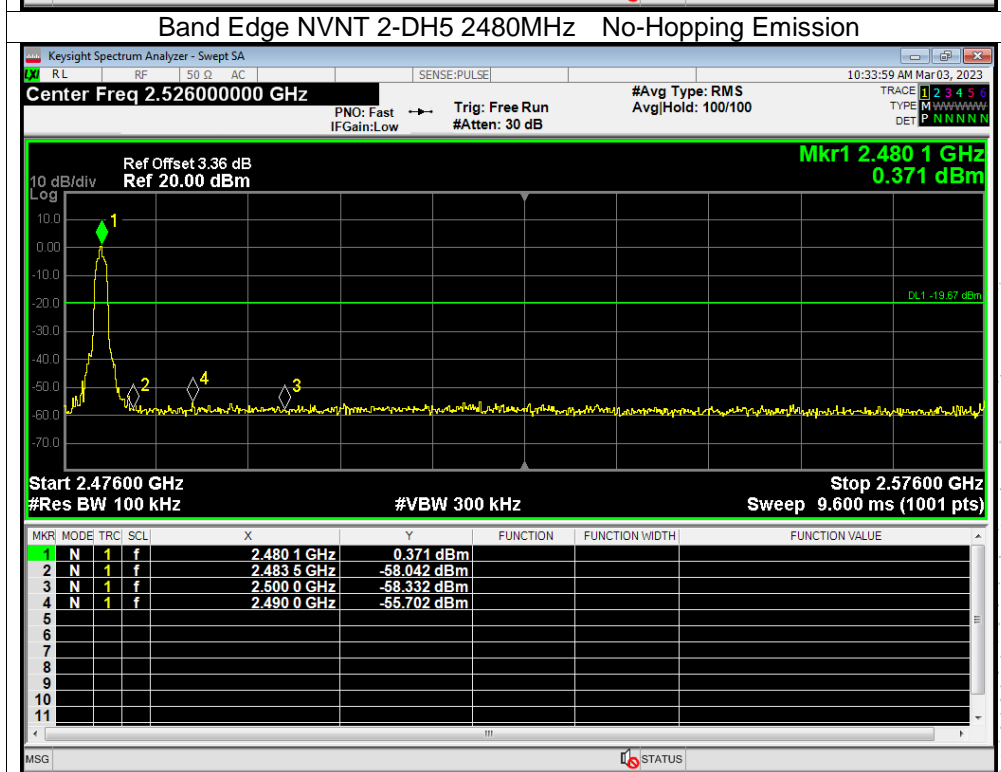 Band Edge NVNT 2-DH5 2480MHz No-Hopping Emission
Keysight Spectrum Analyzer - Swept SA
LXI RL RF 50 Ω AC SENSE:PULSE 10:33:59 AM Mar 03, 2023
Center Freq 2.526000000 GHz
PNO: Fast
IFGain:Low
Trig: Free Run
#Atten: 30 dB
#Avg Type: RMS
Avg|Hold: 100/100
TRACE 1 2 3 4 5 6
TYPE M WWWWW
DET P N N N N N
Mkr1 2.480 1 GHz
0.371 dBm
Ref Offset 3.36 dB
10 dB/div Ref 20.00 dBm
Log
10.0
1
0.00
-10.0
DL1 -19.67 dBm
-20.0
-30.0
-40.0
-50.0
2
4
3
-60.0
-70.0
Start 2.47600 GHz Stop 2.57600 GHz
#Res BW 100 kHz #VBW 300 kHz Sweep 9.600 ms (1001 pts)
MKR MODE TRC SCL X Y FUNCTION FUNCTION WIDTH FUNCTION VALUE
1 N 1 f 2.480 1 GHz 0.371 dBm
2 N 1 f 2.483 5 GHz -58.042 dBm
3 N 1 f 2.500 0 GHz -58.332 dBm
4 N 1 f 2.490 0 GHz -55.702 dBm
5
6
7
8
9
10
11
MSG STATUS